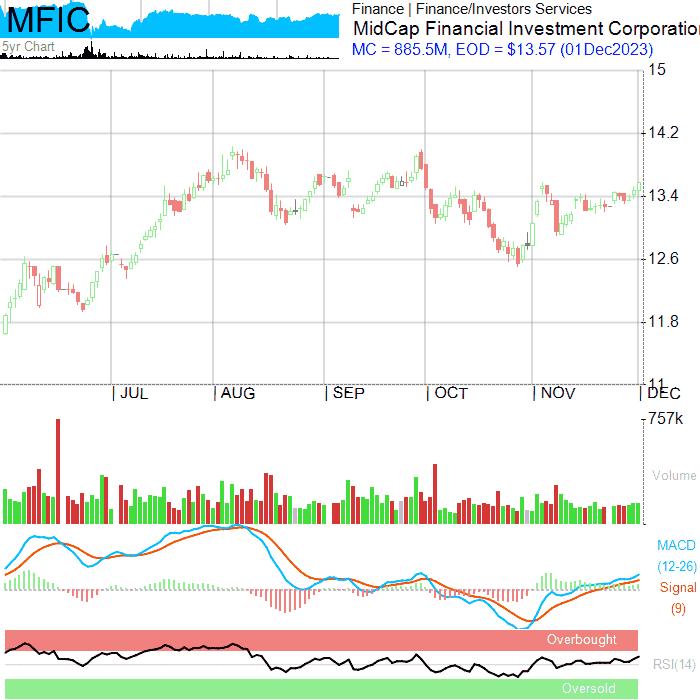 MFIC
5yr Chart
Finance | Finance/Investors Services
MidCap Financial Investment Corporation
MC = 885.5M, EOD = $13.57 (01Dec2023)
15
14.2
13.4
12.6
11.8
11
JUL
AUG
SEP
OCT
NOV
DEC
757k
Volume
MACD
(12-26)
Signal
(9)
Overbought
RSI(14)
Oversold